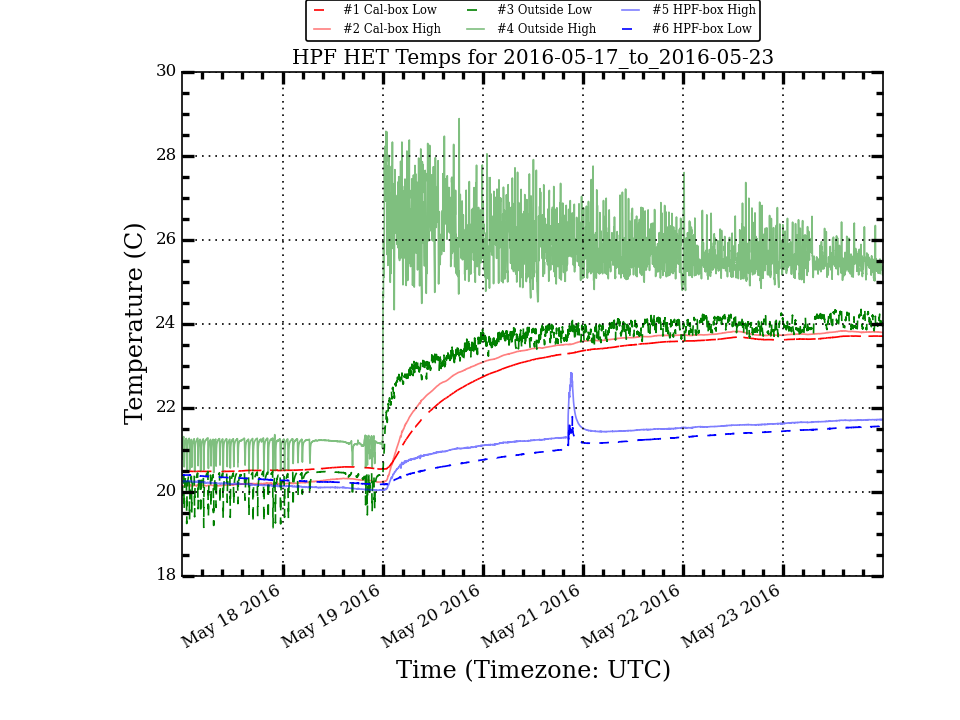 #1 Cal-box Low #3 Outside Low #5 HPF-box High
#2 Cal-box High #4 Outside High #6 HPF-box Low
HPF HET Temps for 2016-05-17_to_2016-05-23
30
28
26
24
22
20
18
Temperature (C)
May 18 2016 May 19 2016 May 20 2016 May 21 2016 May 22 2016 May 23 2016
Time (Timezone: UTC)